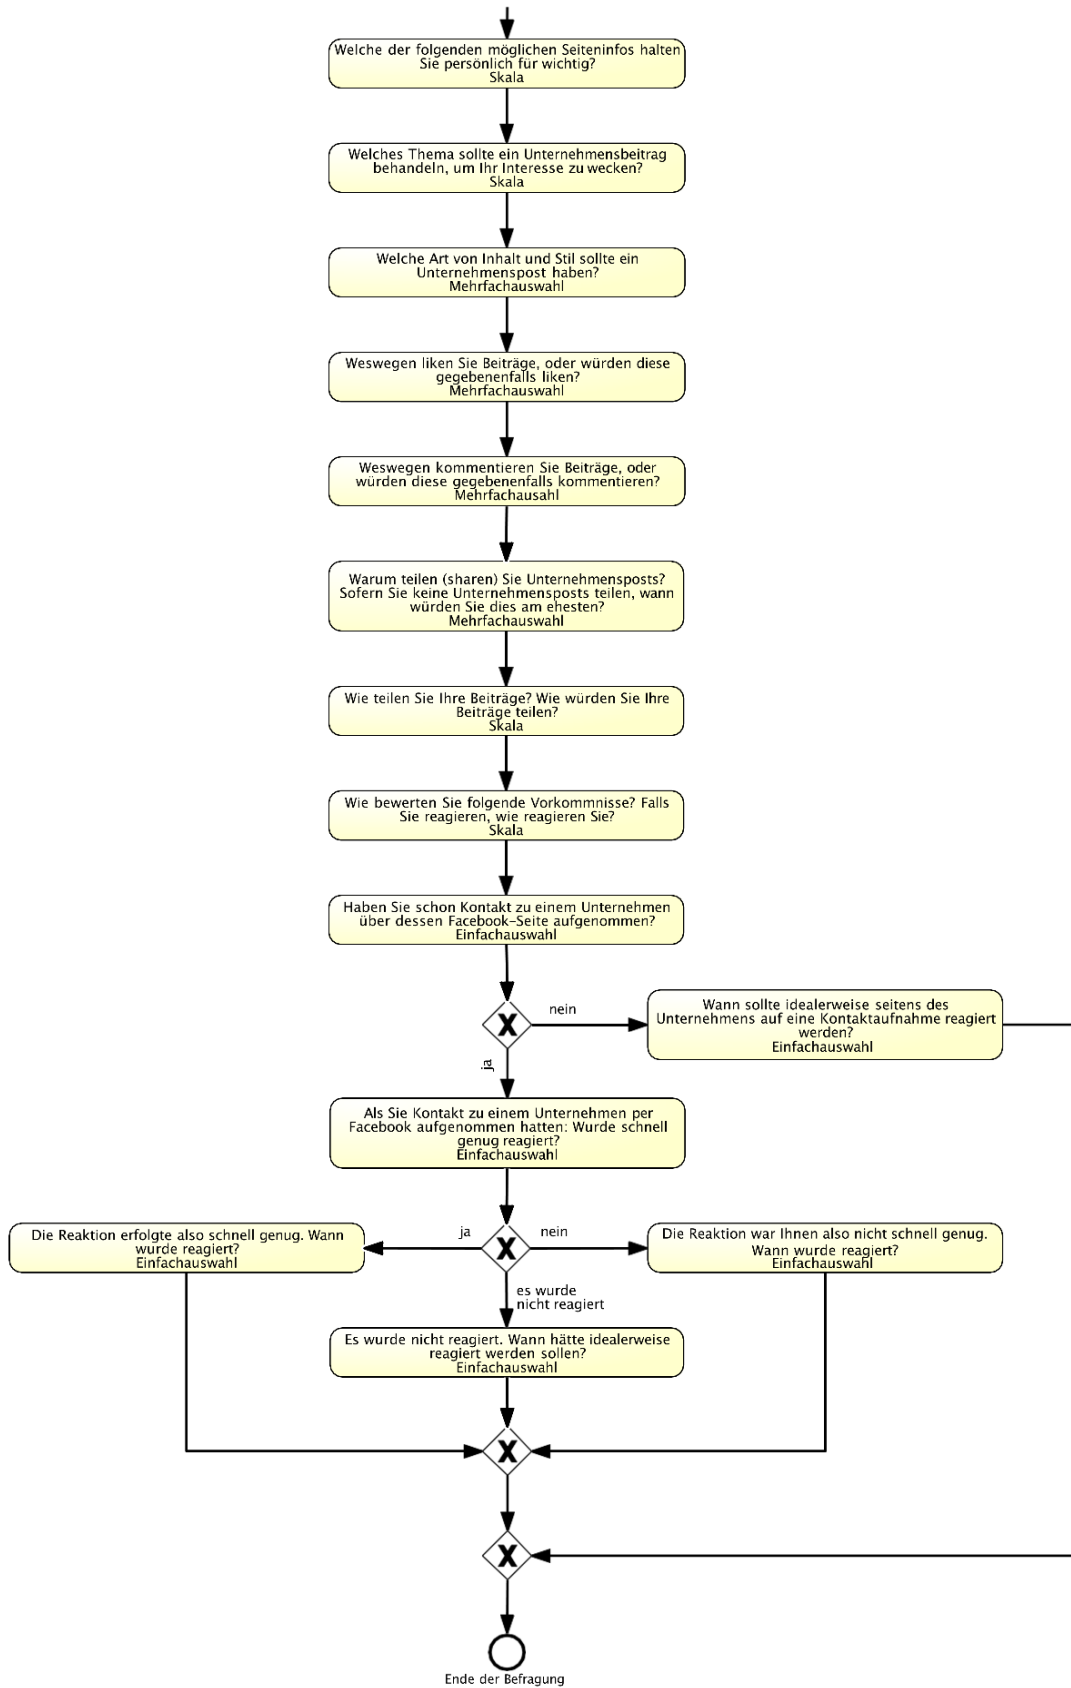 Welche der folgenden möglichen Seiteninfos halten
Sie persönlich für wichtig?
Skala
Welches Thema sollte ein Unternehmensbeitrag
behandeln, um Ihr Interesse zu wecken?
Skala
Welche Art von Inhalt und Stil sollte ein
Unternehmenspost haben?
Mehrfachauswahl
Weswegen liken Sie Beiträge, oder würden diese
gegebenenfalls liken?
Mehrfachauswahl
Weswegen kommentieren Sie Beiträge, oder
würden diese gegebenenfalls kommentieren?
Mehrfachausahl
Warum teilen (sharen) Sie Unternehmensposts?
Sofern Sie keine Unternehmensposts teilen, wann
würden Sie dies am ehesten?
Mehrfachauswahl
Wie teilen Sie Ihre Beiträge? Wie würden Sie Ihre
Beiträge teilen?
Skala
Wie bewerten Sie folgende Vorkommnisse? Falls
Sie reagieren, wie reagieren Sie?
Skala
Haben Sie schon Kontakt zu einem Unternehmen
über dessen Facebook-Seite aufgenommen?
Einfachauswahl
X
nein
Wann sollte idealerweise seitens des
Unternehmens auf eine Kontaktaufnahme reagiert
werden?
Einfachauswahl
ja
Als Sie Kontakt zu einem Unternehmen per
Facebook aufgenommen hatten: Wurde schnell
genug reagiert?
Einfachauswahl
Die Reaktion erfolgte also schnell genug. Wann
wurde reagiert?
Einfachauswahl
ja
X
nein
Die Reaktion war Ihnen also nicht schnell genug.
Wann wurde reagiert?
Einfachauswahl
es wurde
nicht reagiert
Es wurde nicht reagiert. Wann hätte idealerweise
reagiert werden sollen?
Einfachauswahl
X
X
Ende der Befragung